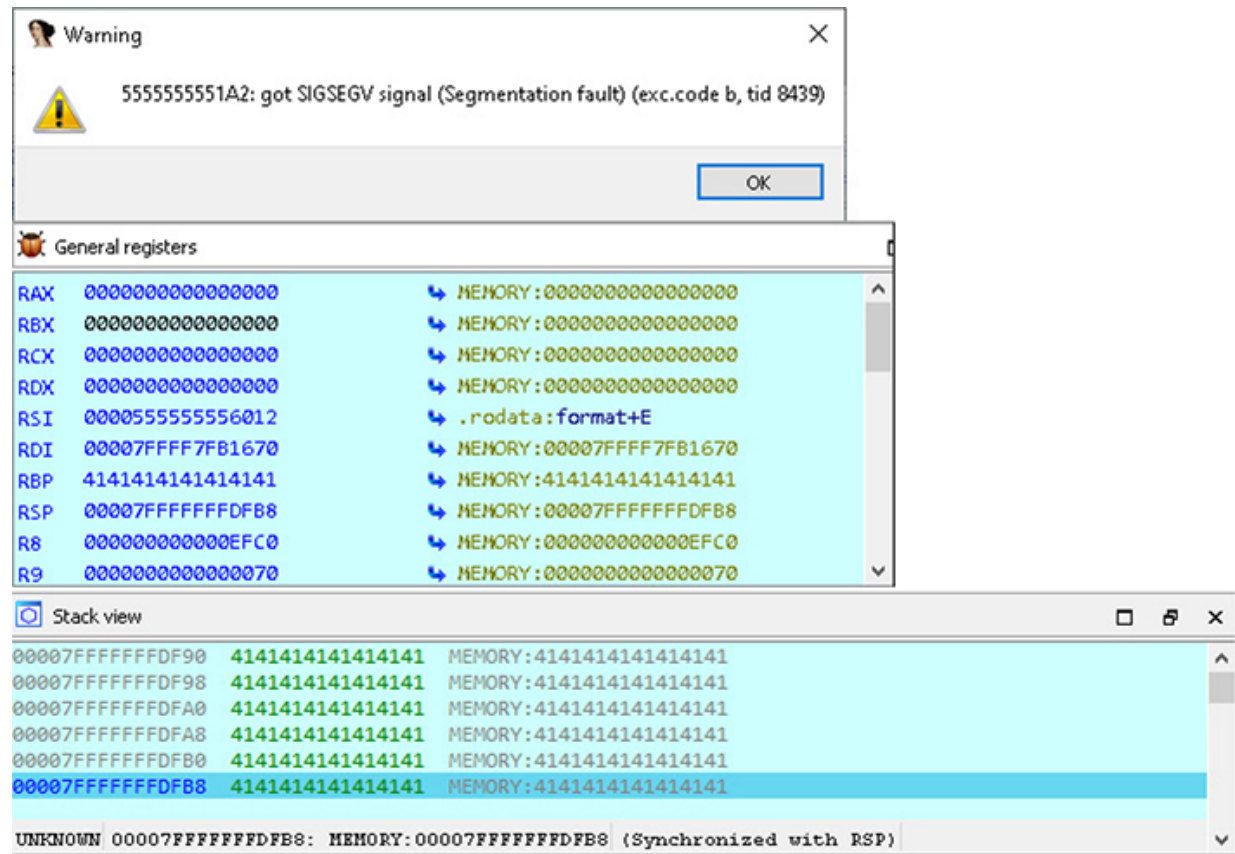 Warning
5555555551A2: got SIGSEGV signal (Segmentation fault) (exc.code b, tid 8439)
OK
General registers
RAX 0000000000000000 MEMORY:0000000000000000
RBX 0000000000000000 MEMORY:0000000000000000
RCX 0000000000000000 MEMORY:0000000000000000
RDX 0000000000000000 MEMORY:0000000000000000
RSI 0000555555556012 .rodata:format+E
RDI 00007FFFF7FB1670 MEMORY:00007FFFF7FB1670
RBP 4141414141414141 MEMORY:4141414141414141
RSP 00007FFFFFFFDFB8 MEMORY:00007FFFFFFFDFB8
R8 000000000000EFC0 MEMORY:000000000000EFC0
R9 0000000000000070 MEMORY:0000000000000070
Stack view
00007FFFFFFFDF90 4141414141414141 MEMORY:4141414141414141
00007FFFFFFFDF98 4141414141414141 MEMORY:4141414141414141
00007FFFFFFFDFA0 4141414141414141 MEMORY:4141414141414141
00007FFFFFFFDFA8 4141414141414141 MEMORY:4141414141414141
00007FFFFFFFDFB0 4141414141414141 MEMORY:4141414141414141
00007FFFFFFFDFB8 4141414141414141 MEMORY:4141414141414141
UNKNOWN 00007FFFFFFFDFB8: MEMORY:00007FFFFFFFDFB8 (Synchronized with RSP)